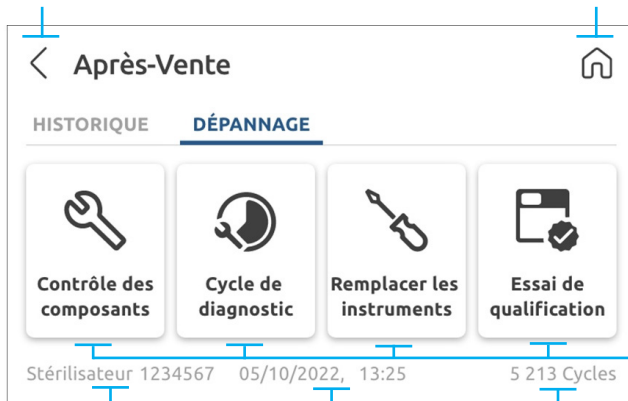 Après-Vente
HISTORIQUE DÉPANNAGE
Contrôle des composants
Cycle de diagnostic
Remplacer les instruments
Essai de qualification
Stérilisateur 1234567 05/10/2022, 13:25 5 213 Cycles